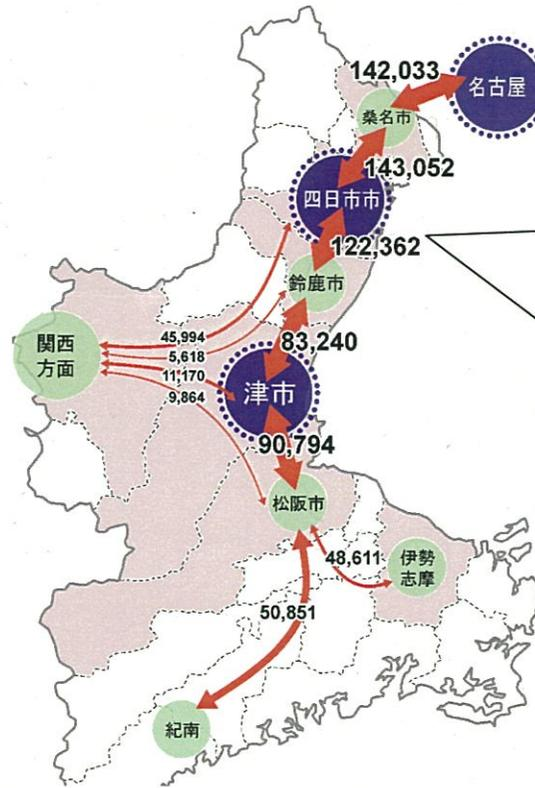 142,033
名古屋
桑名市
143,052
四日市市
122,362
鈴鹿市
45,994
5,618
11,170
9,864
関西
方面
83,240
津市
90,794
松阪市
48,611
伊勢
志摩
50,851
紀南